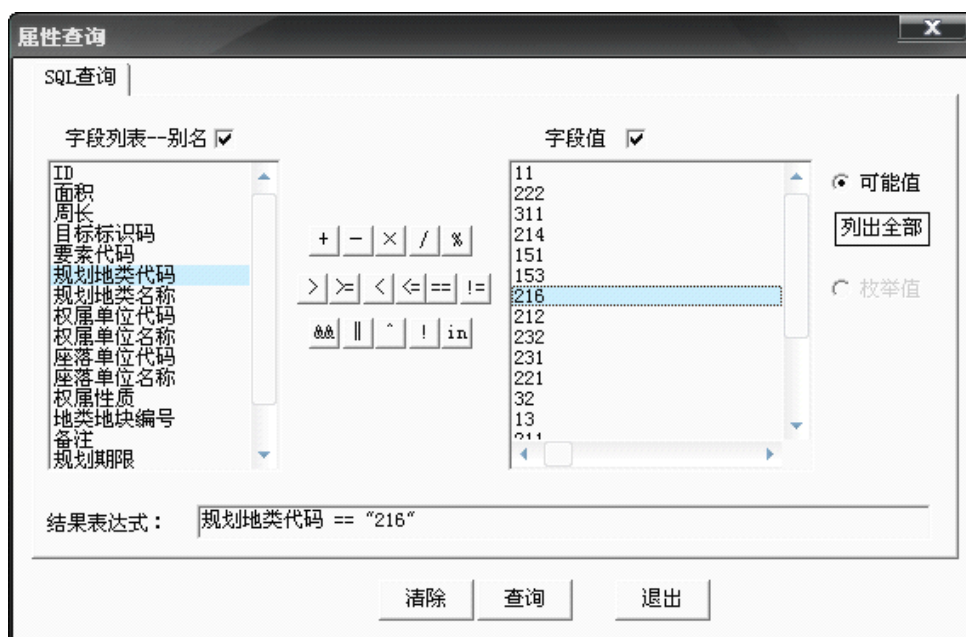 属性查询
X
SQL查询
字段列表--别名
字段值
ID
面积
周长
目标标识码
要素代码
规划地类代码
规划地类名称
权属单位代码
权属单位名称
座落单位代码
座落单位名称
权属性质
地类地块编号
备注
规划期限
+ - × / %
> >= < <= == !=
&& || ^ ! in
11
222
311
214
151
153
216
212
232
231
221
32
13
211
可能值
列出全部
枚举值
结果表达式： 规划地类代码 == "216"
清除 查询 退出